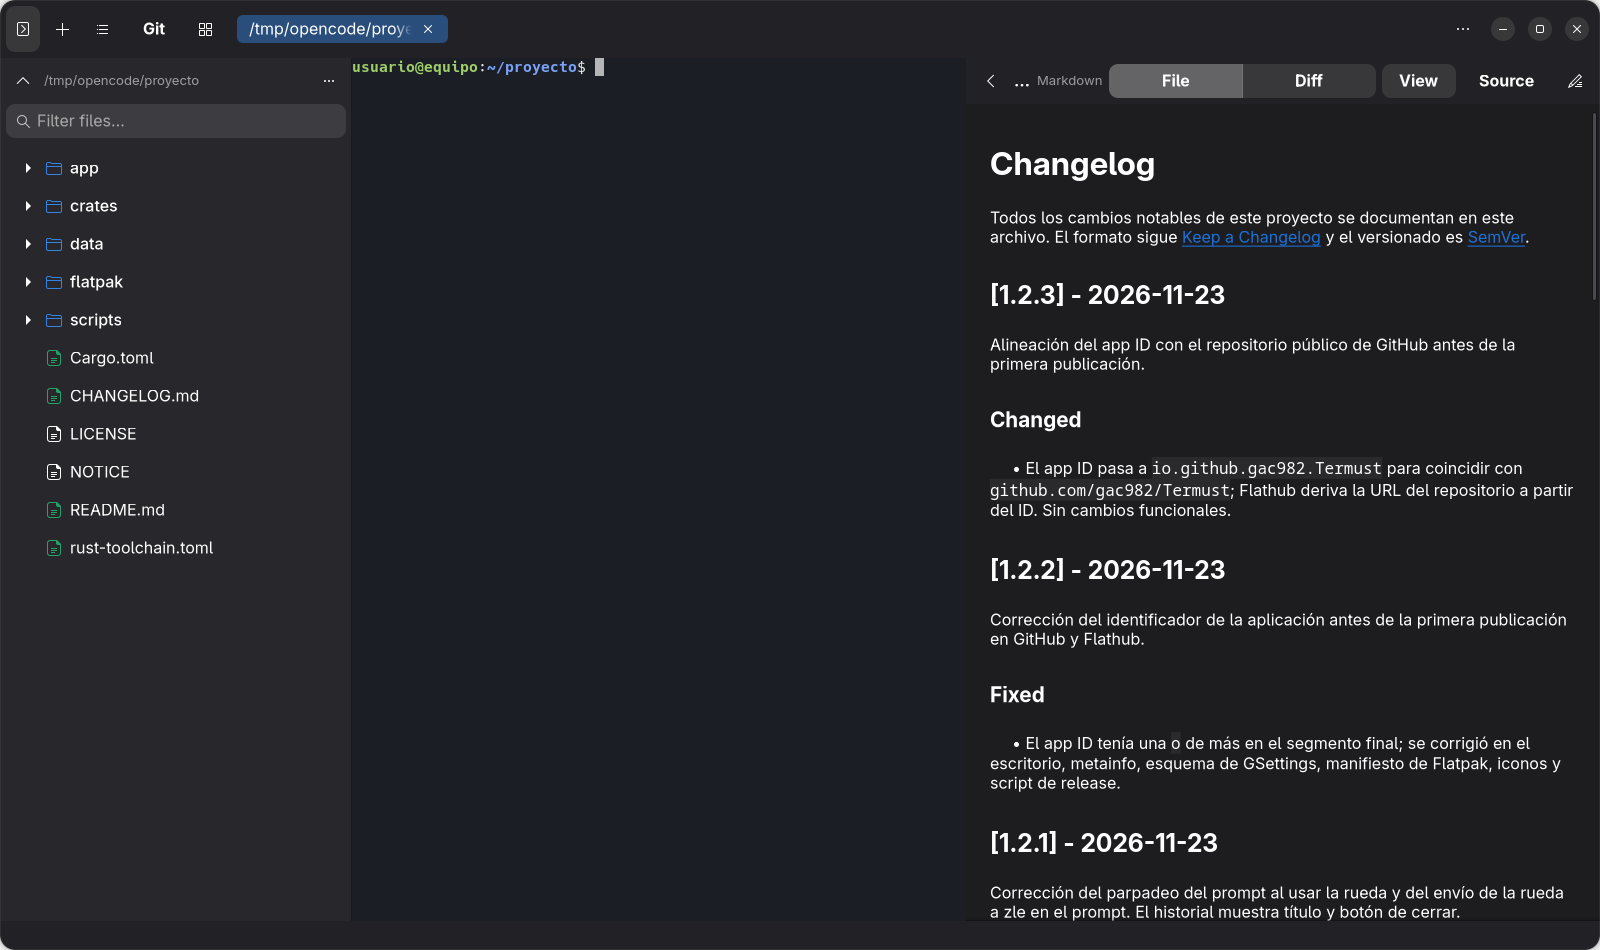 Git
/tmp/opencode/proye
/tmp/opencode/proyecto
Filter files...
app
crates
data
flatpak
scripts
Cargo.toml
CHANGELOG.md
LICENSE
NOTICE
README.md
rust-toolchain.toml
usuario@equipo:~/proyecto$
... Markdown File Diff View Source
Changelog
Todos los cambios notables de este proyecto se documentan en este
archivo. El formato sigue Keep a Changelog y el versionado es SemVer.
[1.2.3] - 2026-11-23
Alineación del app ID con el repositorio público de GitHub antes de la
primera publicación.
Changed
• El app ID pasa a io.github.gac982.Termust para coincidir con
github.com/gac982/Termust; Flathub deriva la URL del repositorio a partir
del ID. Sin cambios funcionales.
[1.2.2] - 2026-11-23
Corrección del identificador de la aplicación antes de la primera publicación
en GitHub y Flathub.
Fixed
• El app ID tenía una o de más en el segmento final; se corrigió en el
escritorio, metainfo, esquema de GSettings, manifiesto de Flatpak, iconos y
script de release.
[1.2.1] - 2026-11-23
Corrección del parpadeo del prompt al usar la rueda y del envío de la rueda
a zle en el prompt. El historial muestra título y botón de cerrar.